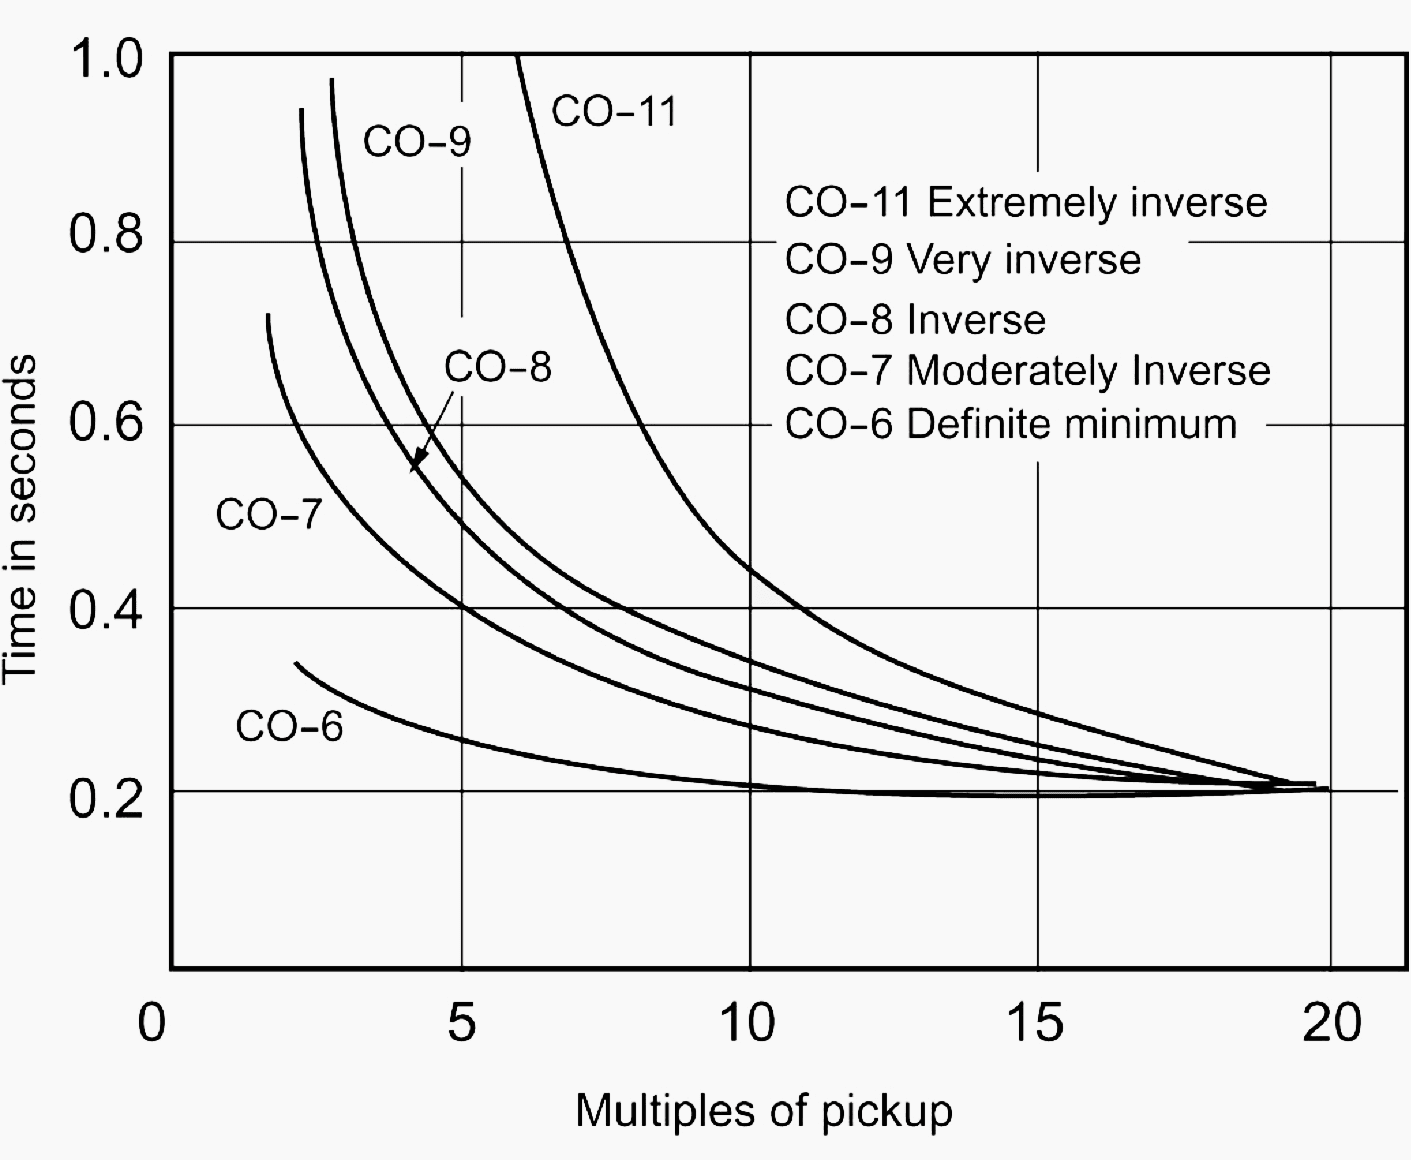 1.0
CO–11
CO–9
CO–11 Extremely inverse
0.8
CO–9 Very inverse
CO–8 Inverse
CO–8
CO–7 Moderately Inverse
0.6
CO–6 Definite minimum
CO–7
Time in seconds
0.4
CO–6
0.2
0 5 10 15 20
Multiples of pickup